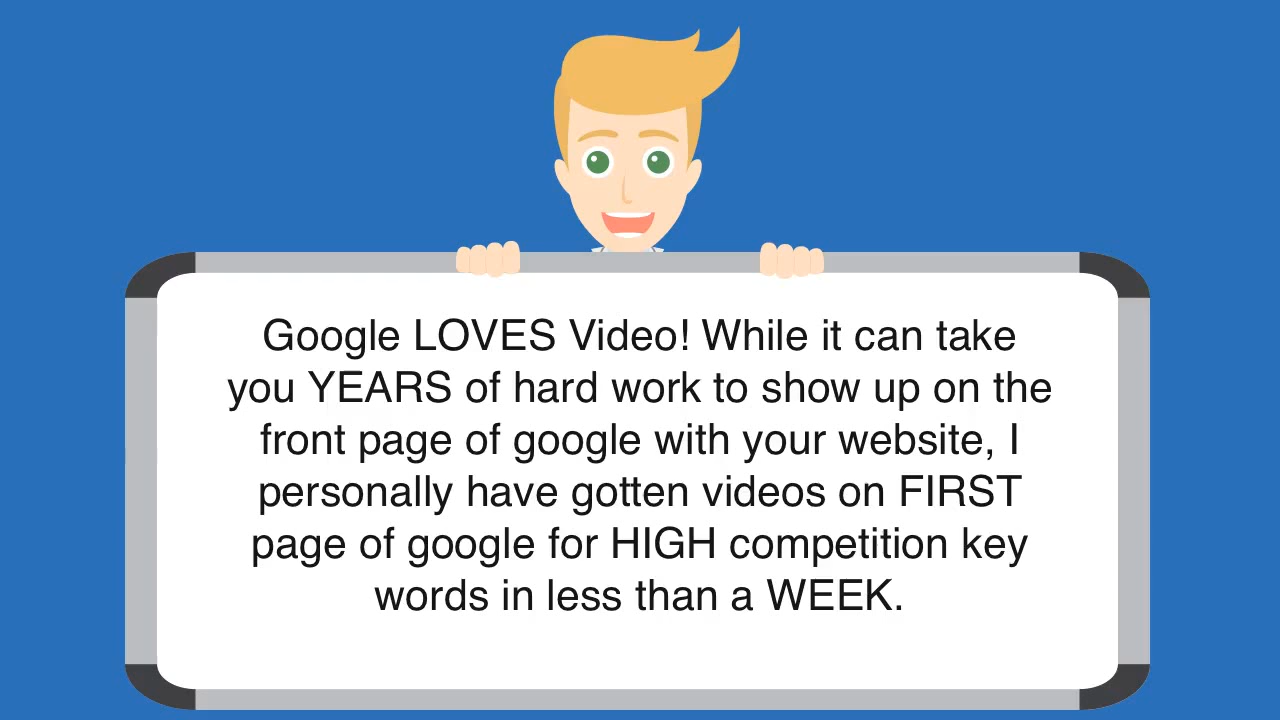 Google LOVES Video! While it can take
you YEARS of hard work to show up on the
front page of google with your website, I
personally have gotten videos on FIRST
page of google for HIGH competition key
words in less than a WEEK.